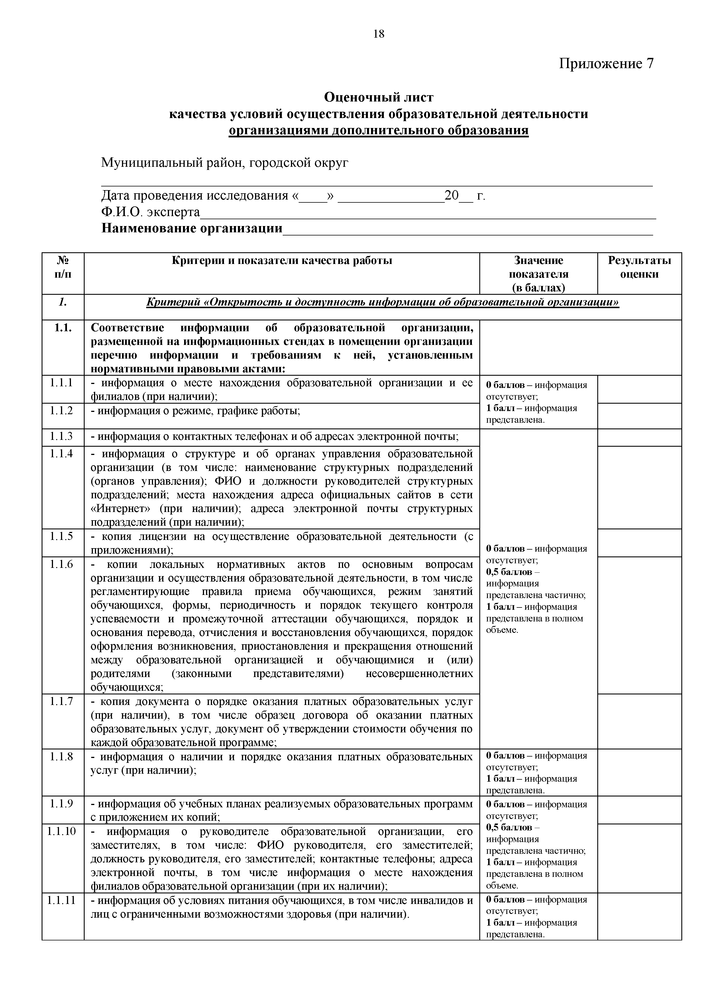 18
Приложение 7
Оценочный лист
качества условий осуществления образовательной деятельности
организациями дополнительного образования
Муниципальный район, городской округ
Дата проведения исследования «____» _______________20__ г.
Ф.И.О. эксперта
Наименование организации
№
п/п
Критерии и показатели качества работы
Значение
показателя
(в баллах)
Результаты
оценки
1.
Критерий «Открытость и доступность информации об образовательной организации»
1.1.
Соответствие информации об образовательной организации,
размещенной на информационных стендах в помещении организации
перечню информации и требованиям к ней, установленным
нормативными правовыми актами:
1.1.1
- информация о месте нахождения образовательной организации и ее
филиалов (при наличии);
0 баллов – информация
отсутствует;
1 балл – информация
представлена.
1.1.2
- информация о режиме, графике работы;
1.1.3
- информация о контактных телефонах и об адресах электронной почты;
1.1.4
- информация о структуре и об органах управления образовательной
организации (в том числе: наименование структурных подразделений
(органов управления); ФИО и должности руководителей структурных
подразделений; места нахождения адреса официальных сайтов в сети
«Интернет» (при наличии); адреса электронной почты структурных
подразделений (при наличии);
1.1.5
- копия лицензии на осуществление образовательной деятельности (с
приложениями);
0 баллов – информация
отсутствует;
0,5 баллов –
информация
представлена частично;
1 балл – информация
представлена в полном
объеме.
1.1.6
- копии локальных нормативных актов по основным вопросам
организации и осуществления образовательной деятельности, в том числе
регламентирующие правила приема обучающихся, режим занятий
обучающихся, формы, периодичность и порядок текущего контроля
успеваемости и промежуточной аттестации обучающихся, порядок и
основания перевода, отчисления и восстановления обучающихся, порядок
оформления возникновения, приостановления и прекращения отношений
между образовательной организацией и обучающимися и (или)
родителями (законными представителями) несовершеннолетних
обучающихся;
1.1.7
- копия документа о порядке оказания платных образовательных услуг
(при наличии), в том числе образец договора об оказании платных
образовательных услуг, документ об утверждении стоимости обучения по
каждой образовательной программе;
1.1.8
- информация о наличии и порядке оказания платных образовательных
услуг (при наличии);
0 баллов – информация
отсутствует;
1 балл – информация
представлена.
1.1.9
- информация об учебных планах реализуемых образовательных программ
с приложением их копий;
0 баллов – информация
отсутствует;
0,5 баллов –
информация
представлена частично;
1 балл – информация
представлена в полном
объеме.
1.1.10
- информация о руководителе образовательной организации, его
заместителях, в том числе: ФИО руководителя, его заместителей;
должность руководителя, его заместителей; контактные телефоны; адреса
электронной почты, в том числе информация о месте нахождения
филиалов образовательной организации (при их наличии);
1.1.11
- информация об условиях питания обучающихся, в том числе инвалидов и
лиц с ограниченными возможностями здоровья (при наличии).
0 баллов – информация
отсутствует;
1 балл – информация
представлена.